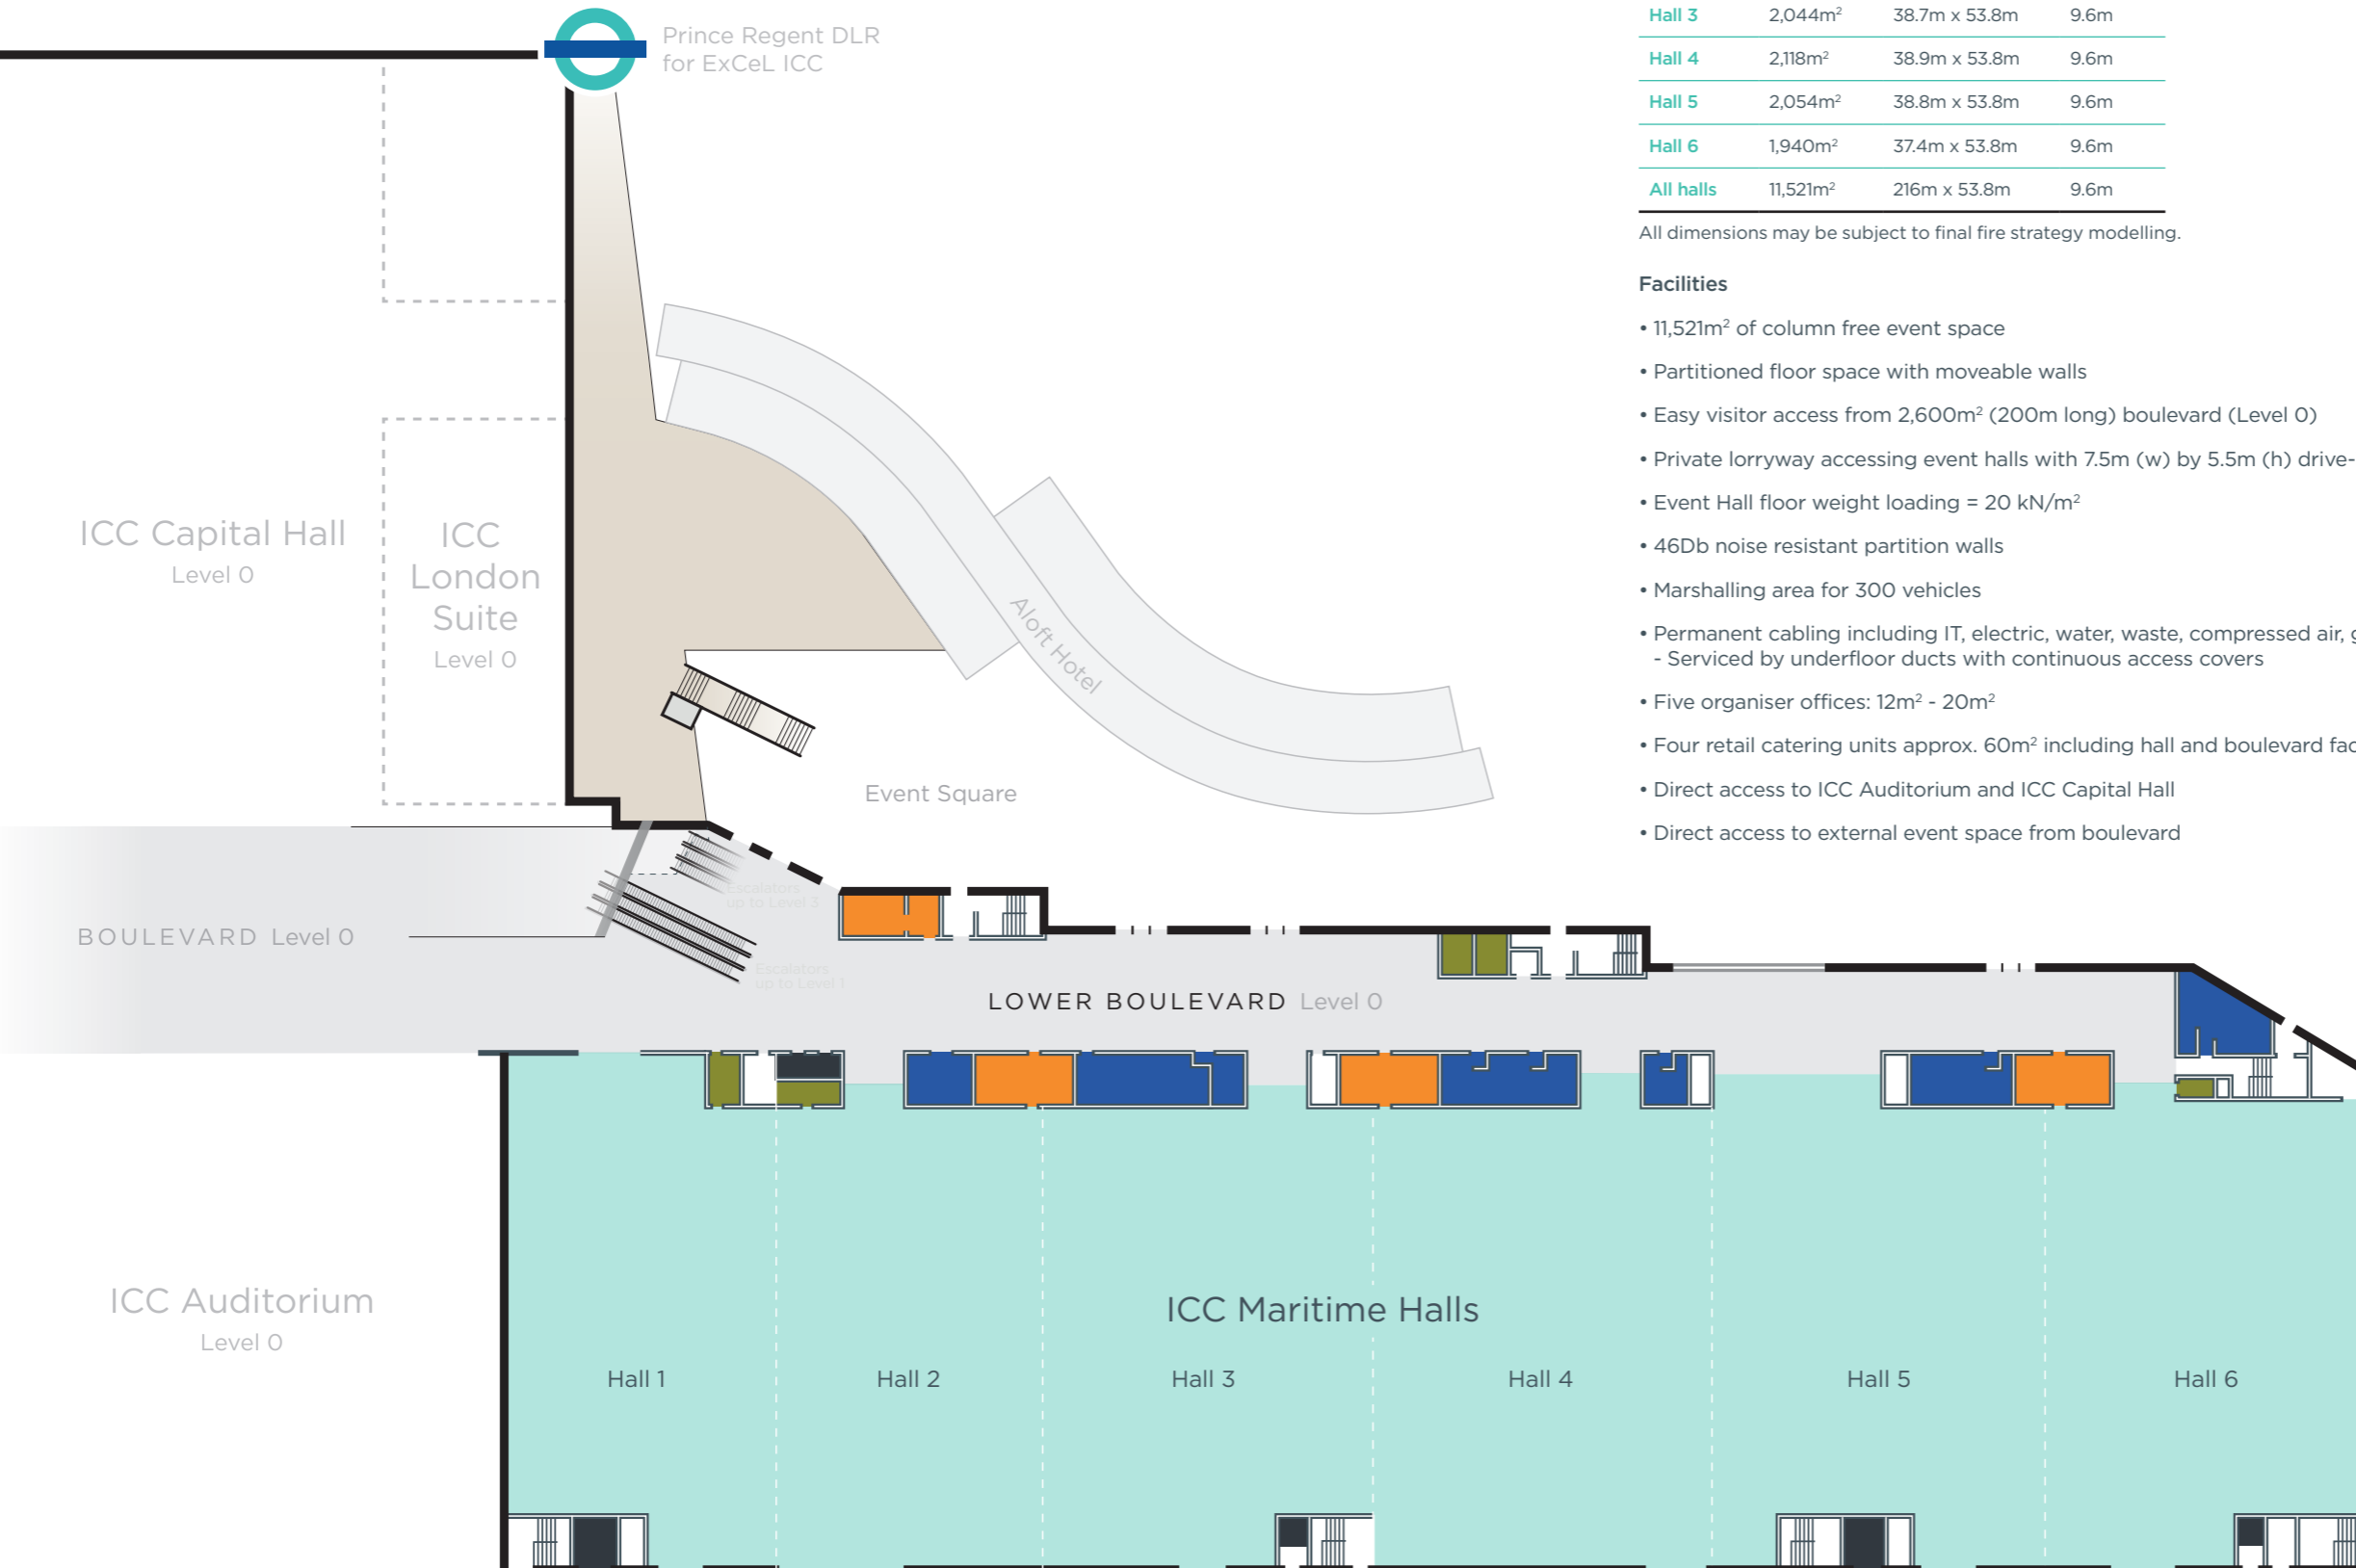 Prince Regent DLR
for ExCeL ICC
Hall 3 2,044m² 38.7m x 53.8m 9.6m
Hall 4 2,118m² 38.9m x 53.8m 9.6m
Hall 5 2,054m² 38.8m x 53.8m 9.6m
Hall 6 1,940m² 37.4m x 53.8m 9.6m
All halls 11,521m² 216m x 53.8m 9.6m
All dimensions may be subject to final fire strategy modelling.
Facilities
• 11,521m² of column free event space
• Partitioned floor space with moveable walls
• Easy visitor access from 2,600m² (200m long) boulevard (Level 0)
• Private lorryway accessing event halls with 7.5m (w) by 5.5m (h) drive-
• Event Hall floor weight loading = 20 kN/m²
• 46Db noise resistant partition walls
• Marshalling area for 300 vehicles
• Permanent cabling including IT, electric, water, waste, compressed air,
- Serviced by underfloor ducts with continuous access covers
• Five organiser offices: 12m² - 20m²
• Four retail catering units approx. 60m² including hall and boulevard
• Direct access to ICC Auditorium and ICC Capital Hall
• Direct access to external event space from boulevard
ICC Capital Hall
Level 0
ICC
London
Suite
Level 0
Aloft Hotel
Event Square
Escalators
up to Level 3
BOULEVARD Level 0
Escalators
up to Level 1
LOWER BOULEVARD Level 0
ICC Auditorium
Level 0
ICC Maritime Halls
Hall 1
Hall 2
Hall 3
Hall 4
Hall 5
Hall 6